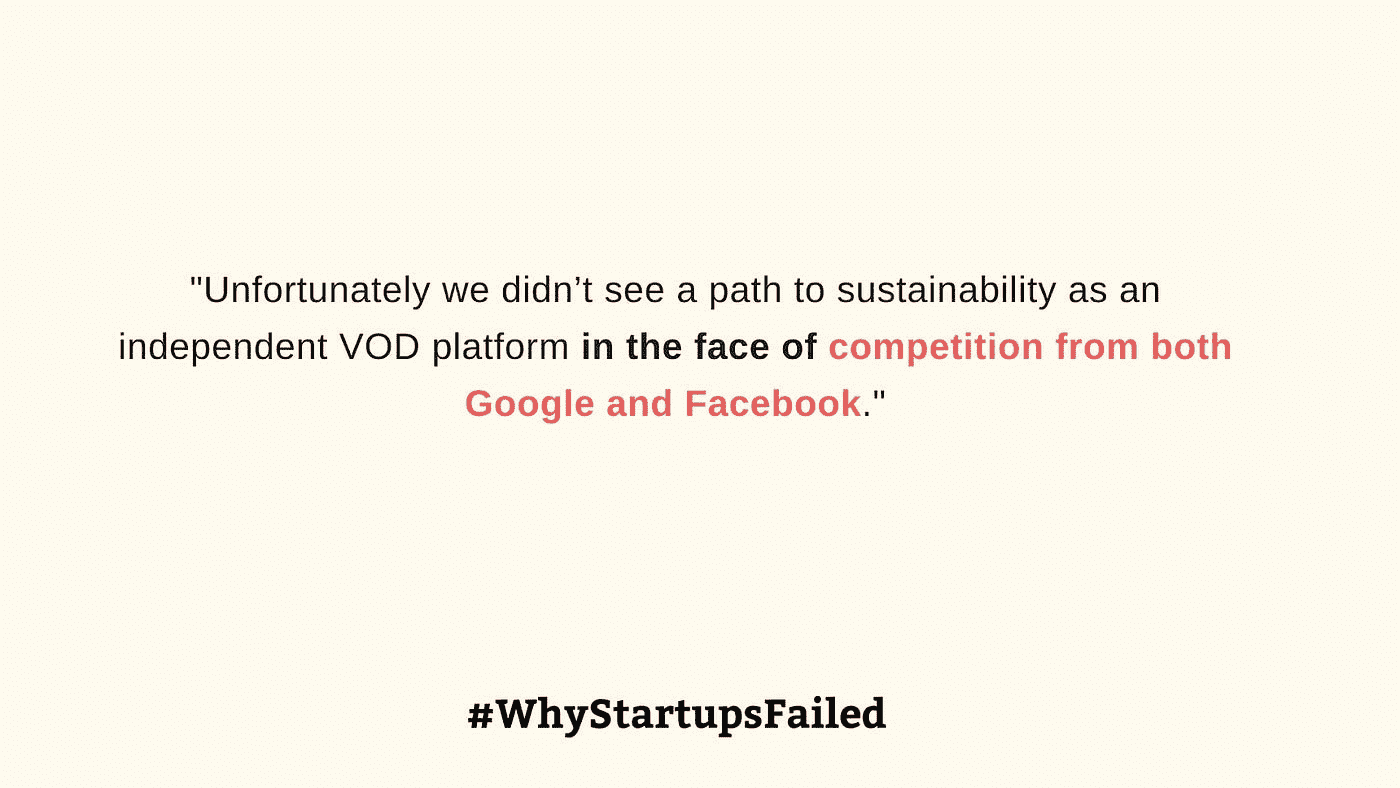 "Unfortunately we didn’t see a path to sustainability as an
independent VOD platform in the face of competition from both
Google and Facebook."
#WhyStartupsFailed